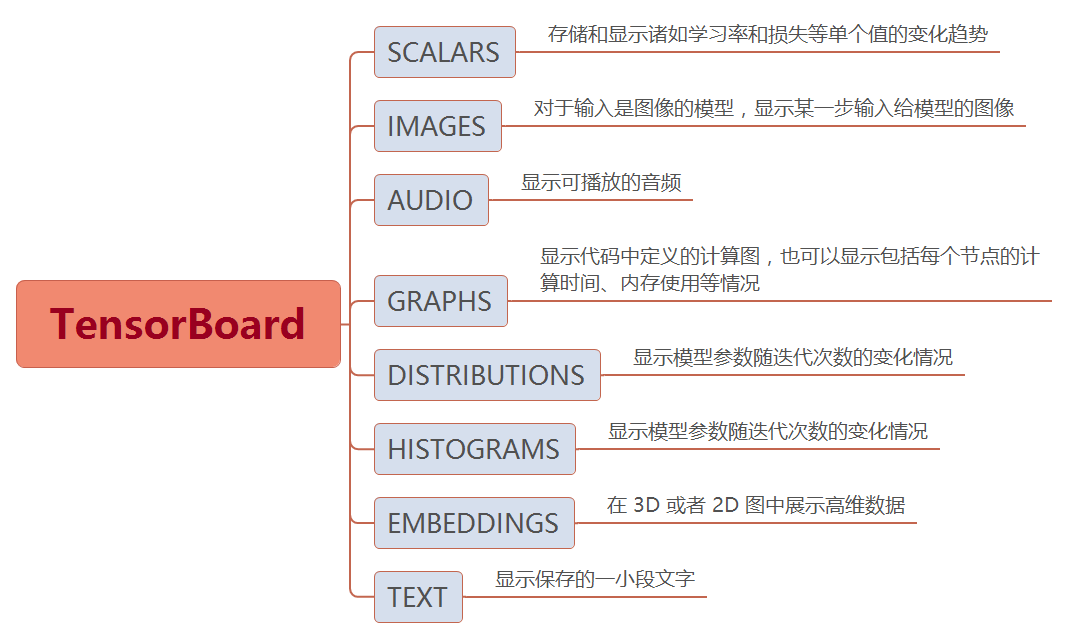 TensorBoard
SCALARS
存储和显示诸如学习率和损失等单个值的变化趋势
IMAGES
对于输入是图像的模型，显示某一步输入给模型的图像
AUDIO
显示可播放的音频
GRAPHS
显示代码中定义的计算图，也可以显示包括每个节点的计
算时间、内存使用等情况
DISTRIBUTIONS
显示模型参数随迭代次数的变化情况
HISTOGRAMS
显示模型参数随迭代次数的变化情况
EMBEDDINGS
在 3D 或者 2D 图中展示高维数据
TEXT
显示保存的一小段文字